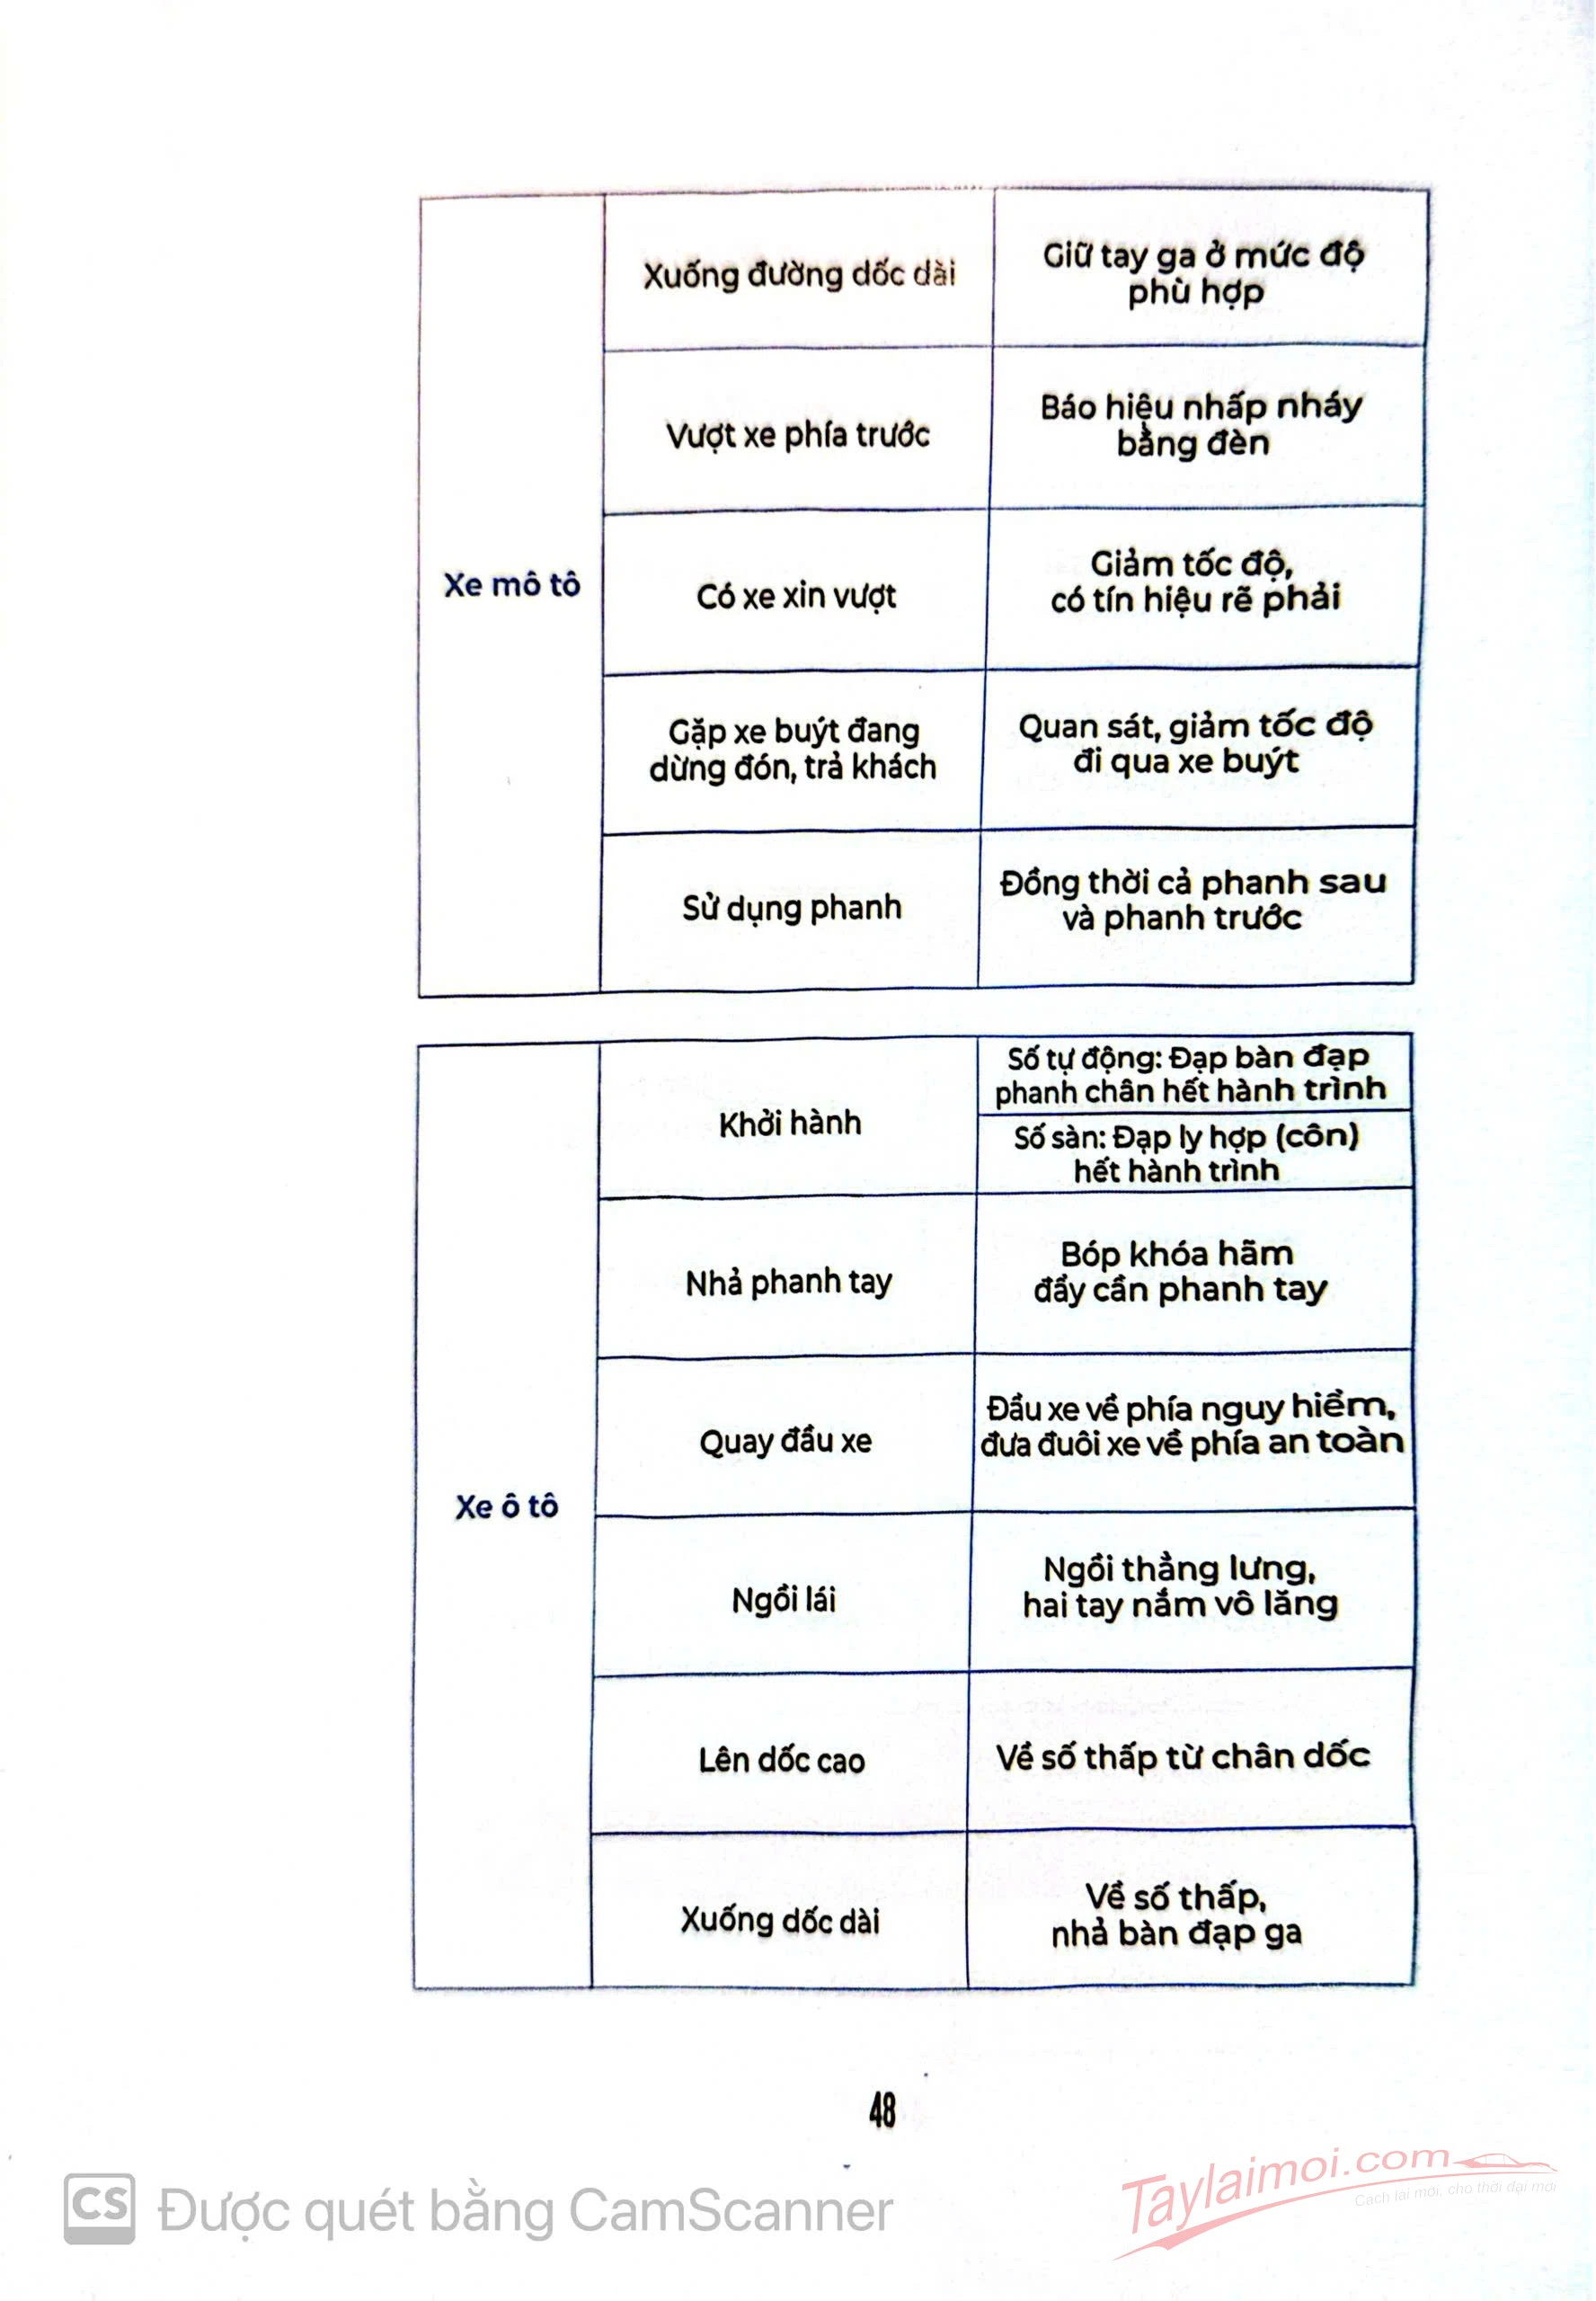 Xuống đường dốc dài
Giữ tay ga ở mức độ
phù hợp
Vượt xe phía trước
Báo hiệu nhấp nháy
bằng đèn
Xe mô tô
Có xe xin vượt
Giảm tốc độ,
có tín hiệu rẽ phải
Gặp xe buýt đang
dừng đón, trả khách
Quan sát, giảm tốc độ
đi qua xe buýt
Sử dụng phanh
Đồng thời cả phanh sau
và phanh trước
Khởi hành
Số tự động: Đạp bàn đạp
phanh chân hết hành trình
Số sàn: Đạp ly hợp (côn)
hết hành trình
Nhả phanh tay
Bóp khóa hãm
đẩy cần phanh tay
Quay đầu xe
Đầu xe về phía nguy hiểm,
đưa đuôi xe về phía an toàn
Xe ô tô
Ngồi lái
Ngồi thẳng lưng,
hai tay nắm vô lăng
Lên dốc cao
Về số thấp từ chân dốc
Xuống dốc dài
Về số thấp,
nhả bàn đạp ga
48
CS Được quét bằng CamScanner
Taylaimoi.com
Cách lái mới, cho thời đại mới